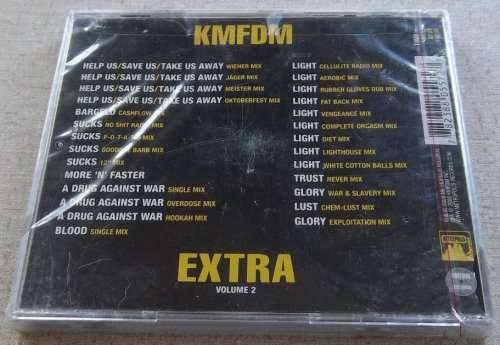 KMFDM
HELP US/SAVE US/TAKE US AWAY WIENER MIX
HELP US/SAVE US/TAKE US AWAY JÄGER MIX
HELP US/SAVE US/TAKE US AWAY MEISTER MIX
HELP US/SAVE US/TAKE US AWAY OKTOBERFEST MIX
BARGELD CASHFLOW MIX
SUCKS NO SHIT RADIO MIX
SUCKS P-O-T-A-T-O MIX
SUCKS GOODBYE BARB MIX
SUCKS 12" MIX
MORE 'N' FASTER
A DRUG AGAINST WAR SINGLE MIX
A DRUG AGAINST WAR OVERDOSE MIX
A DRUG AGAINST WAR HOOKAH MIX
BLOOD SINGLE MIX
LIGHT CELLULITE RADIO MIX
LIGHT AEROBIC MIX
LIGHT RUBBER GLOVES DUB MIX
LIGHT FAT BACK MIX
LIGHT VENGEANCE MIX
LIGHT COMPLETE ORGASM MIX
LIGHT DIET MIX
LIGHT LIGHTHOUSE MIX
LIGHT WHITE COTTON BALLS MIX
TRUST NEVER MIX
GLORY WAR & SLAVERY MIX
LUST CHEM-LUST MIX
GLORY EXPLOITATION MIX
EXTRA
VOLUME 2
METROPOLIS